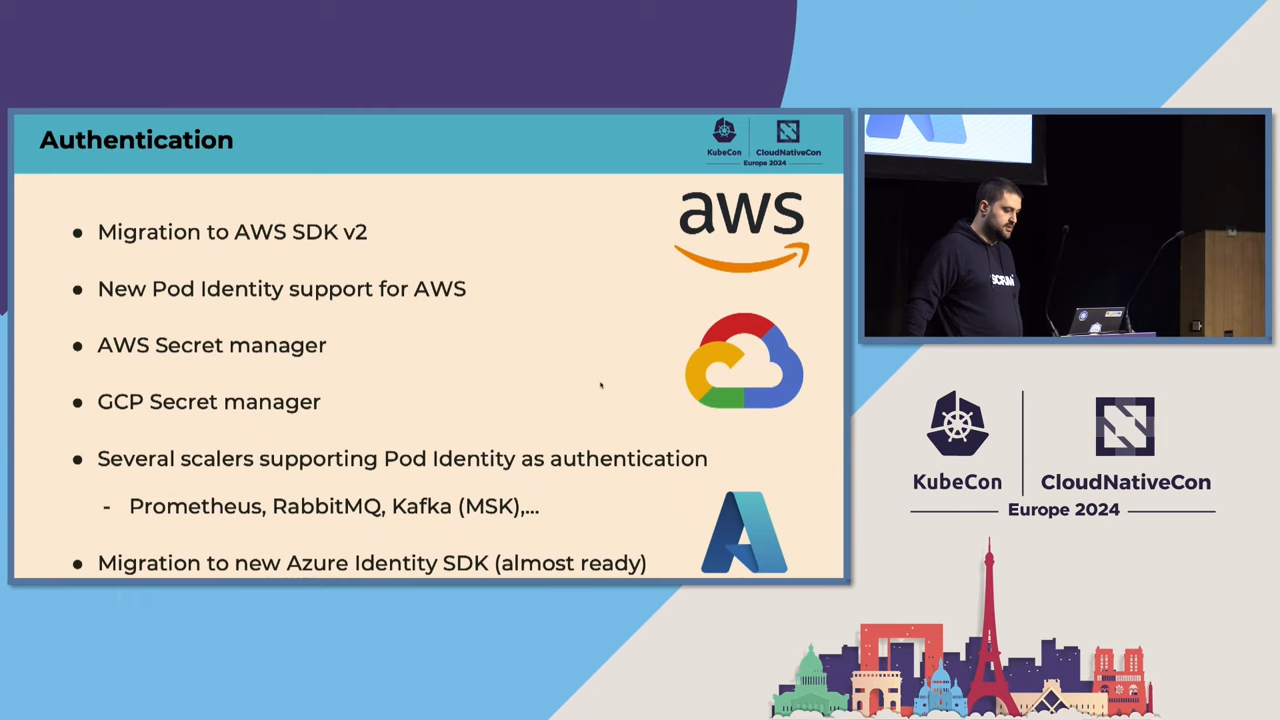 Authentication
KubeCon
CloudNativeCon
Europe 2024
aws
● Migration to AWS SDK v2
● New Pod Identity support for AWS
● AWS Secret manager
● GCP Secret manager
● Several scalers supporting Pod Identity as authentication
- Prometheus, RabbitMQ, Kafka (MSK),...
● Migration to new Azure Identity SDK (almost ready)
KubeCon
CloudNativeCon
Europe 2024